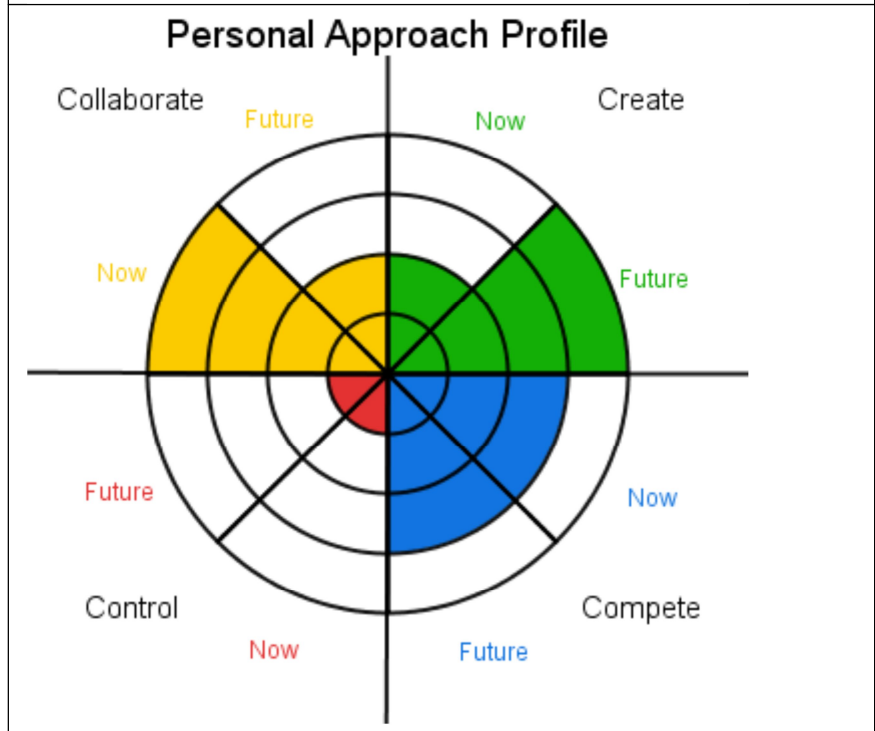 Personal Approach Profile
Collaborate
Create
Future
Now
Now
Future
Future
Now
Control
Compete
Now
Future